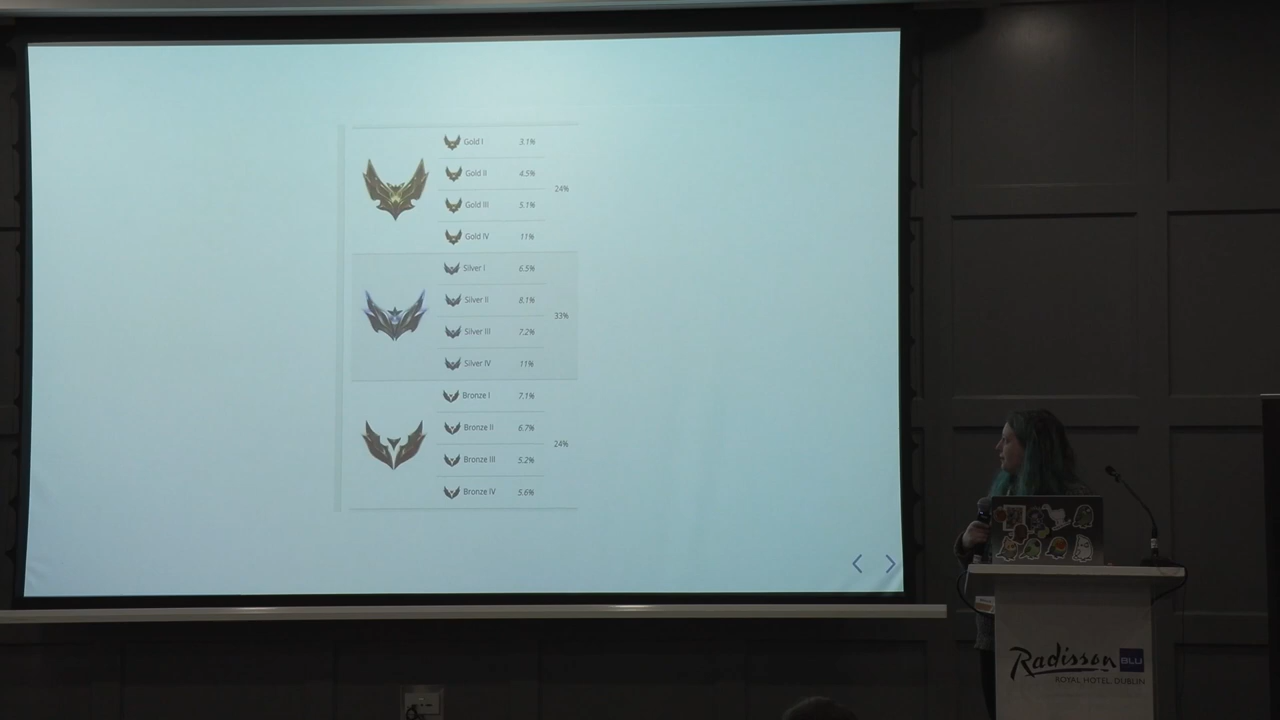 Gold I 3.1%
Gold II 4.5%
24%
Gold III 5.1%
Gold IV 11%
Silver I 6.5%
Silver II 8.1%
33%
Silver III 7.2%
Silver IV 11%
Bronze I 7.1%
Bronze II 6.7%
24%
Bronze III 5.2%
Bronze IV 5.6%
Radisson BLU
ROYAL HOTEL, DUBLIN